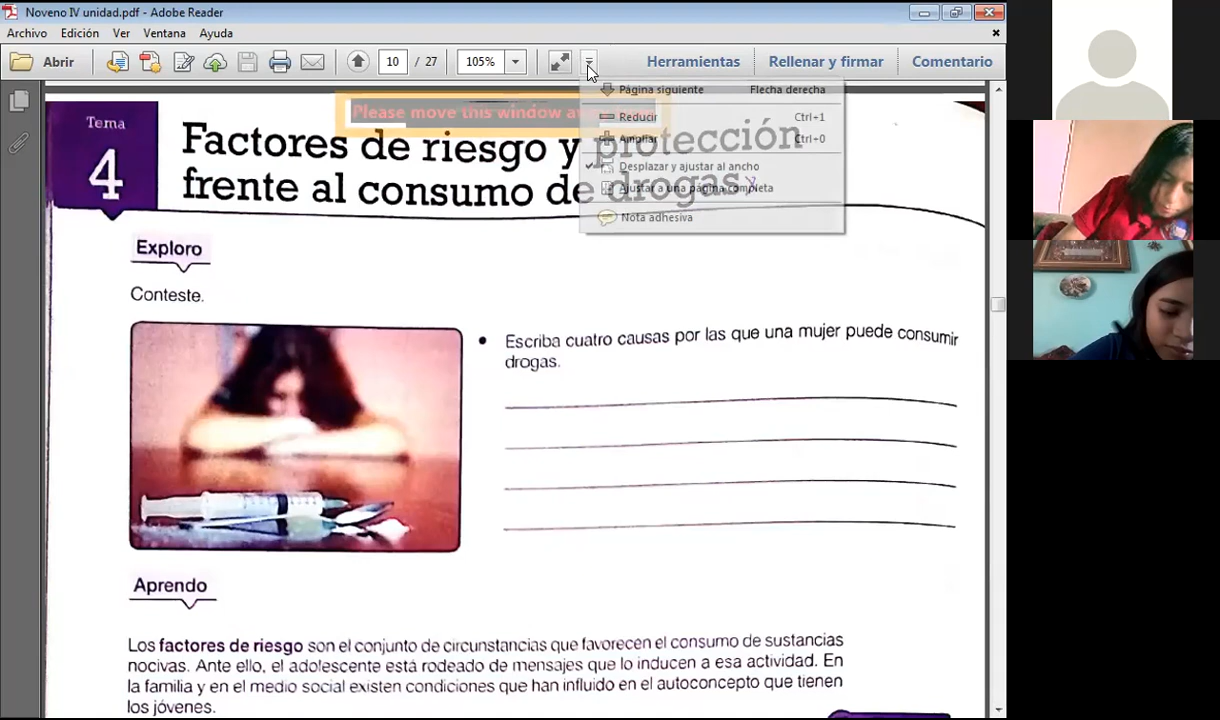 Noveno IV unidad.pdf - Adobe Reader
Archivo Edición Ver Ventana Ayuda
Abrir 10 / 27 105% Herramientas Rellenar y firmar Comentario
Página siguiente Flecha derecha
Reducir Ctrl+1
Ampliar Ctrl+0
Desplazar y ajustar al ancho
Ajustar a una página completa
Nota adhesiva
Please move this window
Tema
4
Factores de riesgo y protección
frente al consumo de drogas
Exploro
Conteste.
• Escriba cuatro causas por las que una mujer puede consumir
drogas.
Aprendo
Los factores de riesgo son el conjunto de circunstancias que favorecen el consumo de sustancias
nocivas. Ante ello, el adolescente está rodeado de mensajes que lo inducen a esa actividad. En
la familia y en el medio social existen condiciones que han influido en el autoconcepto que tienen
los jóvenes.